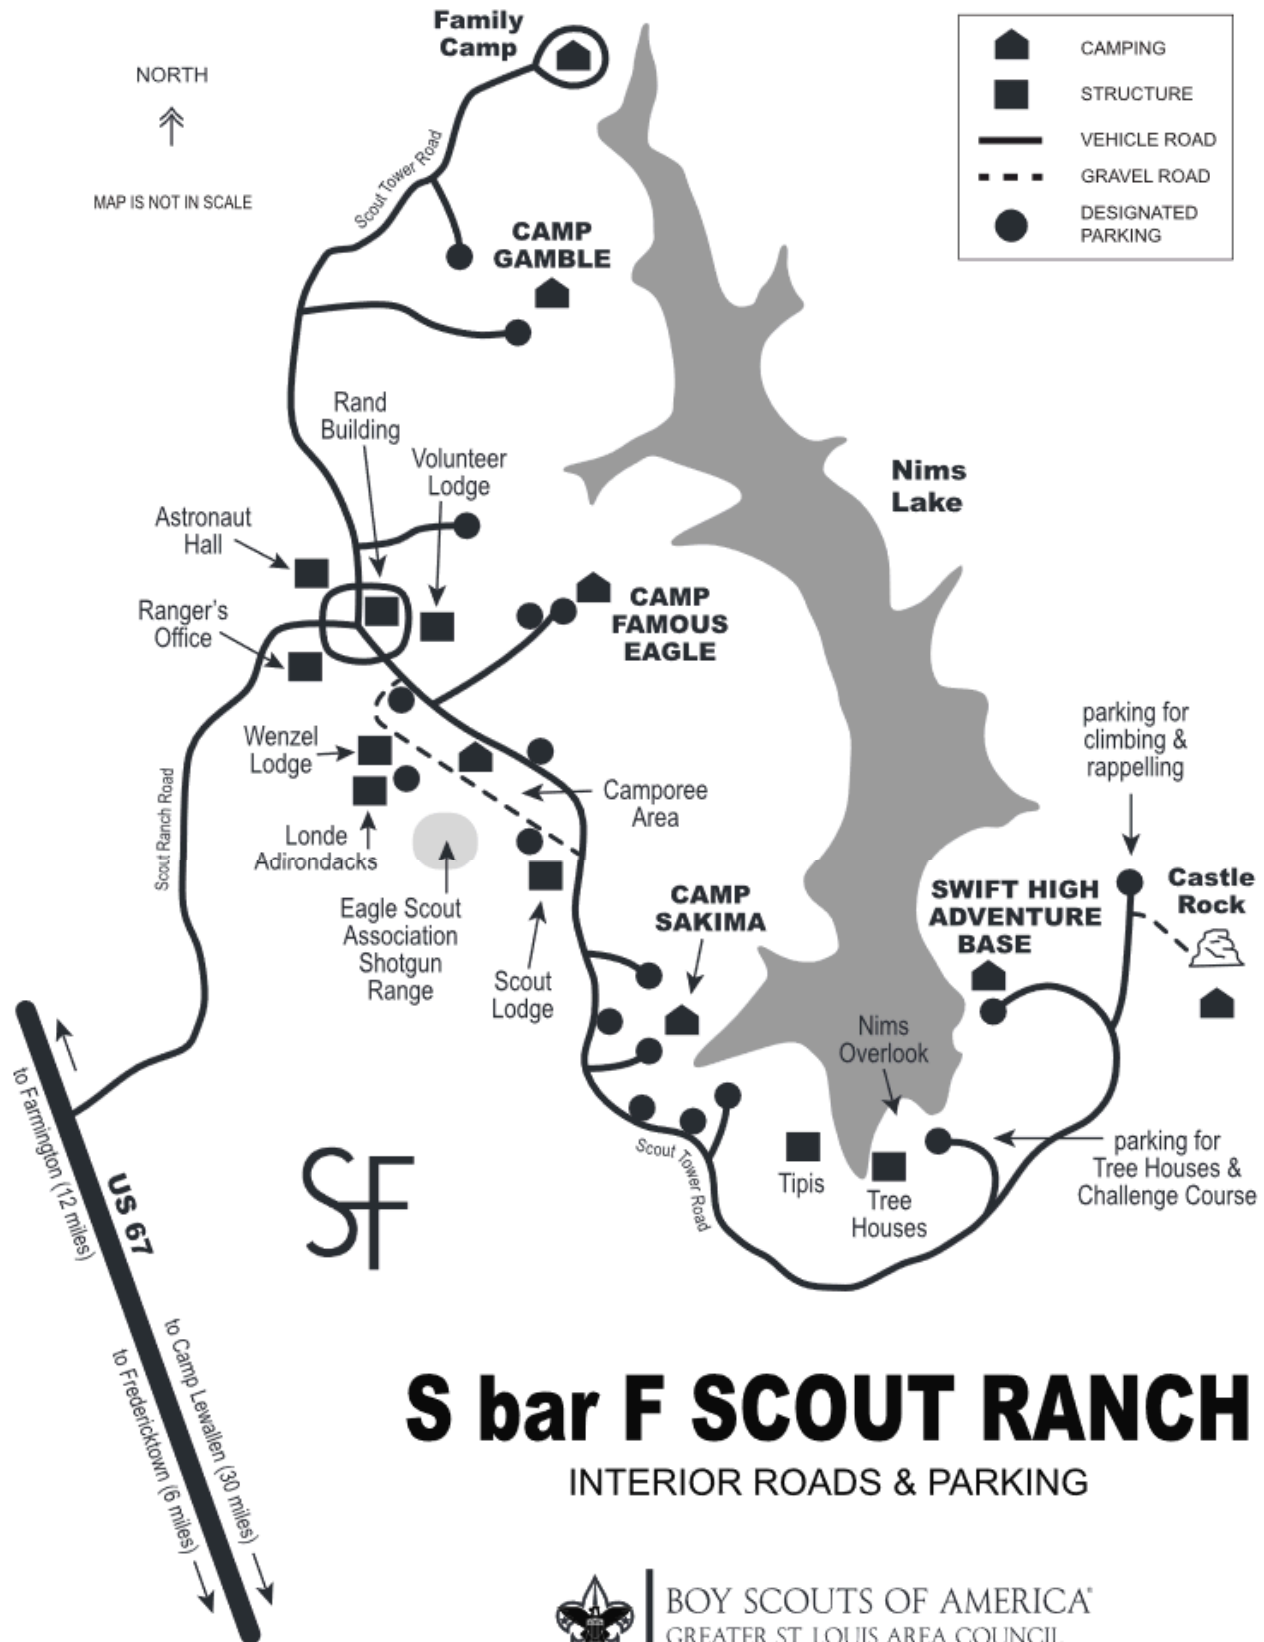 Family
Camp
NORTH
MAP IS NOT IN SCALE
CAMPING
STRUCTURE
VEHICLE ROAD
GRAVEL ROAD
DESIGNATED
PARKING
Scout Tower Road
CAMP
GAMBLE
Rand
Building
Volunteer
Lodge
Nims
Lake
Astronaut
Hall
Ranger's
Office
CAMP
FAMOUS
EAGLE
Wenzel
Lodge
Camporee
Area
parking for
climbing &
rappelling
Scout Ranch Road
Londe
Adirondacks
Eagle Scout
Association
Shotgun
Range
Scout
Lodge
CAMP
SAKIMA
SWIFT HIGH
ADVENTURE
BASE
Castle
Rock
Nims
Overlook
to Farmington (12 miles)
US 67
SF
Scout Tower Road
Tipis
Tree
Houses
parking for
Tree Houses &
Challenge Course
to Camp Lewallen (30 miles)
to Fredericktown (6 miles)
S bar F SCOUT RANCH
INTERIOR ROADS & PARKING
BOY SCOUTS OF AMERICA®
GREATER ST. LOUIS AREA COUNCIL